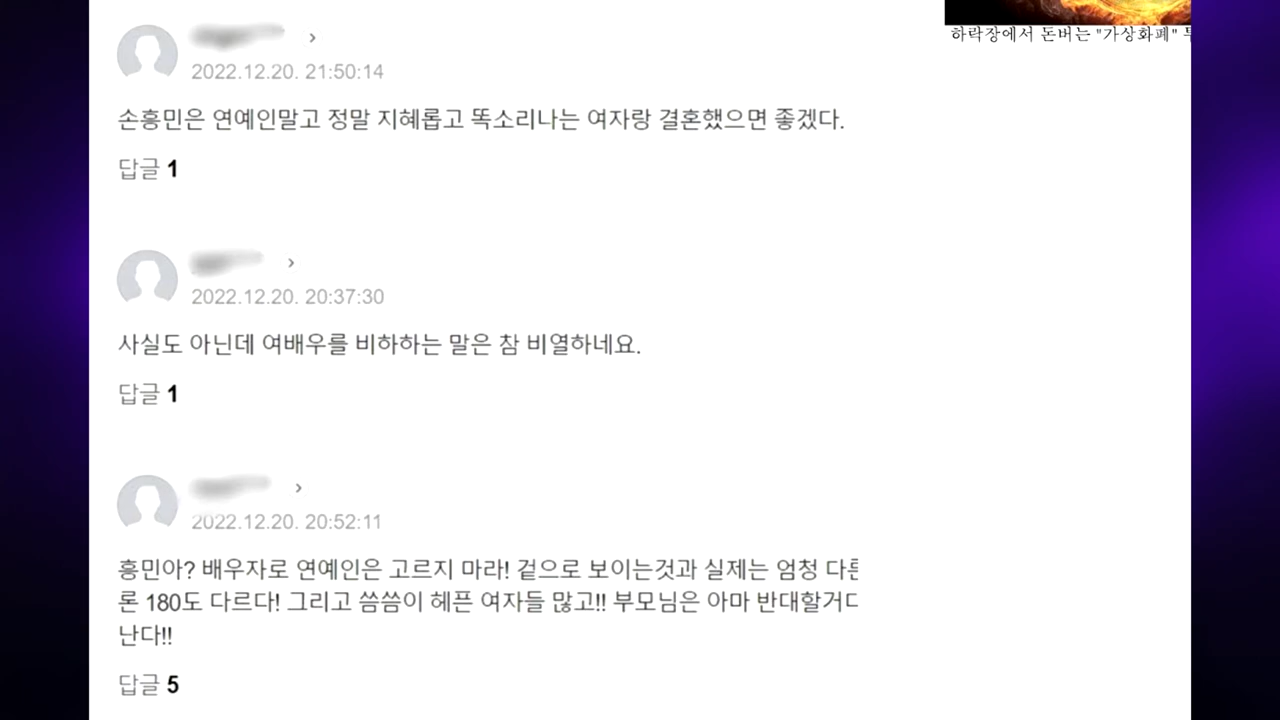 하락장에서 돈버는 "가상화폐"
2022.12.20. 21:50:14
손흥민은 연예인말고 정말 지혜롭고 똑소리나는 여자랑 결혼했으면 좋겠다.
답글 1
2022.12.20. 20:37:30
사실도 아닌데 여배우를 비하하는 말은 참 비열하네요.
답글 1
2022.12.20. 20:52:11
흥민아? 배우자로 연예인은 고르지 마라! 겉으로 보이는것과 실제는 엄청
론 180도 다르다! 그리고 씀씀이 헤픈 여자들 많고!! 부모님은 아마
난다!!
답글 5